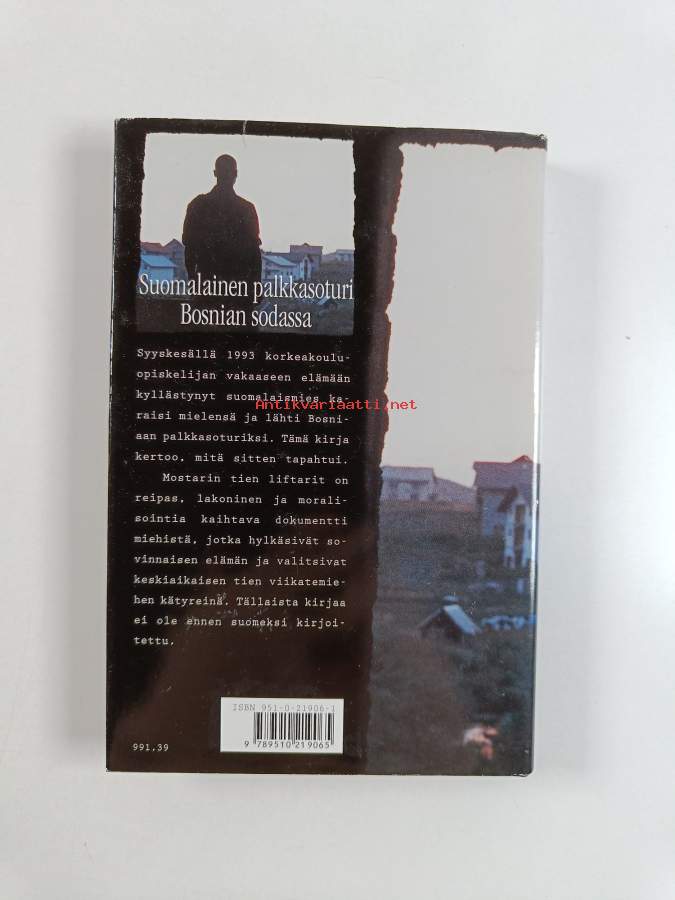 Suomalainen palkkasoturi
Bosnian sodassa
Syyskesällä 1993 korkeakoulu-
opiskelijan vakaaseen elämään
kyllästynyt suomalaismies ka-
raisi mielensä ja lähti Bosni-
aan palkkasoturiksi. Tämä kirja
kertoo, mitä sitten tapahtui.
Mostarin tien liftarit on
reipas, lakoninen ja morali-
sointia kaihtava dokumentti
miehistä, jotka hylkäsivät so-
vinnaisen elämän ja valitsivat
keskiaikaisen tien viikatemie-
hen kätyreinä. Tällaista kirjaa
ei ole ennen suomeksi kirjoi-
tettu.
Antikvariaatti.net
ISBN 951-0-21906-1
9 789510 219065
991,39